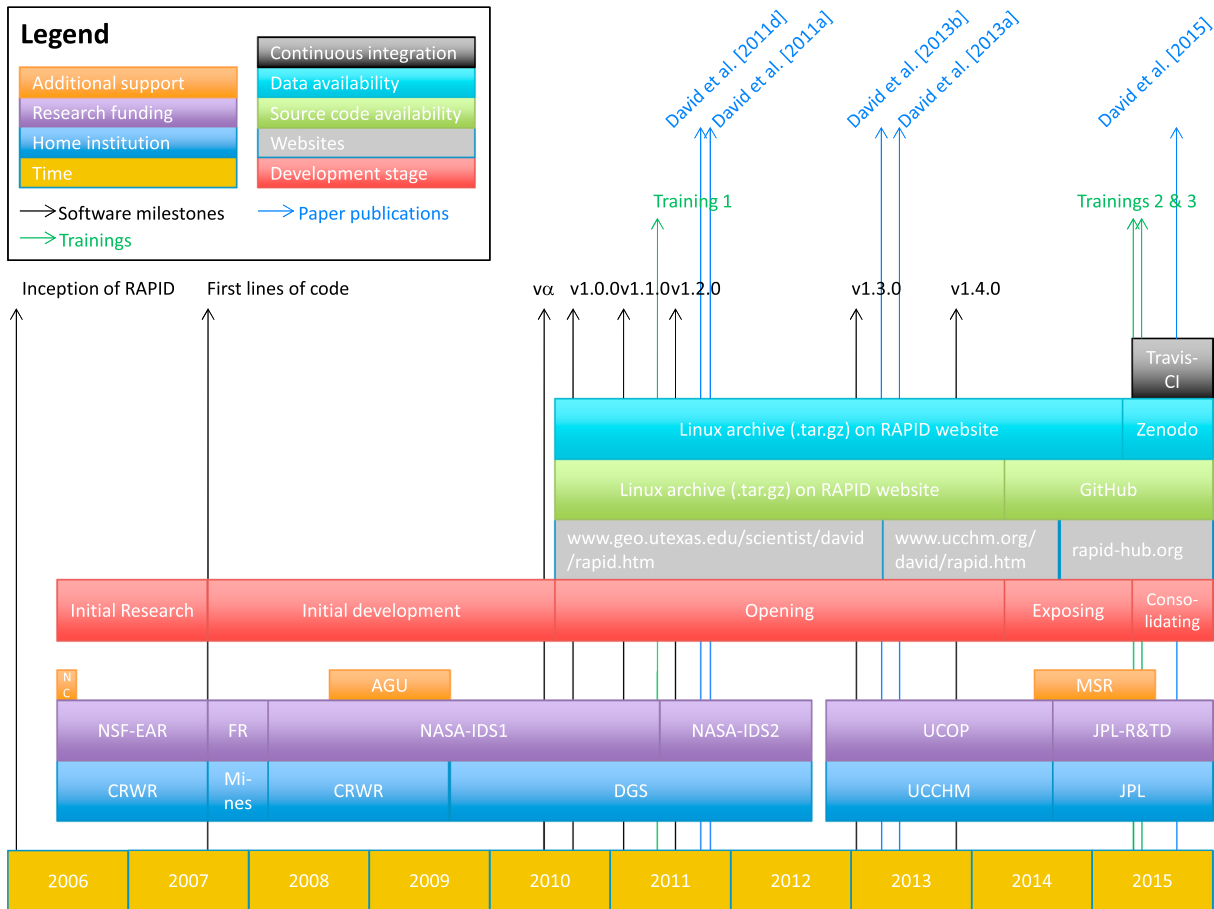 Legend
Additional support
Research funding
Home institution
Time
Continuous integration
Data availability
Source code availability
Websites
Development stage
Software milestones
Paper publications
Trainings
David et al. [2011d]
David et al. [2011a]
David et al. [2013b]
David et al. [2013a]
David et al. [2015]
Training 1
Trainings 2 & 3
Inception of RAPID
First lines of code
vα
v1.0.0
v1.1.0
v1.2.0
v1.3.0
v1.4.0
Travis-
CI
Linux archive (.tar.gz) on RAPID website
Zenodo
Linux archive (.tar.gz) on RAPID website
GitHub
www.geo.utexas.edu/scientist/david
/rapid.htm
www.ucchm.org/
david/rapid.htm
rapid-hub.org
Initial Research
Initial development
Opening
Exposing
Conso-
lidating
N
C
AGU
MSR
NSF-EAR
FR
NASA-IDS1
NASA-IDS2
UCOP
JPL-R&TD
CRWR
Mi-
nes
CRWR
DGS
UCCHM
JPL
2006
2007
2008
2009
2010
2011
2012
2013
2014
2015